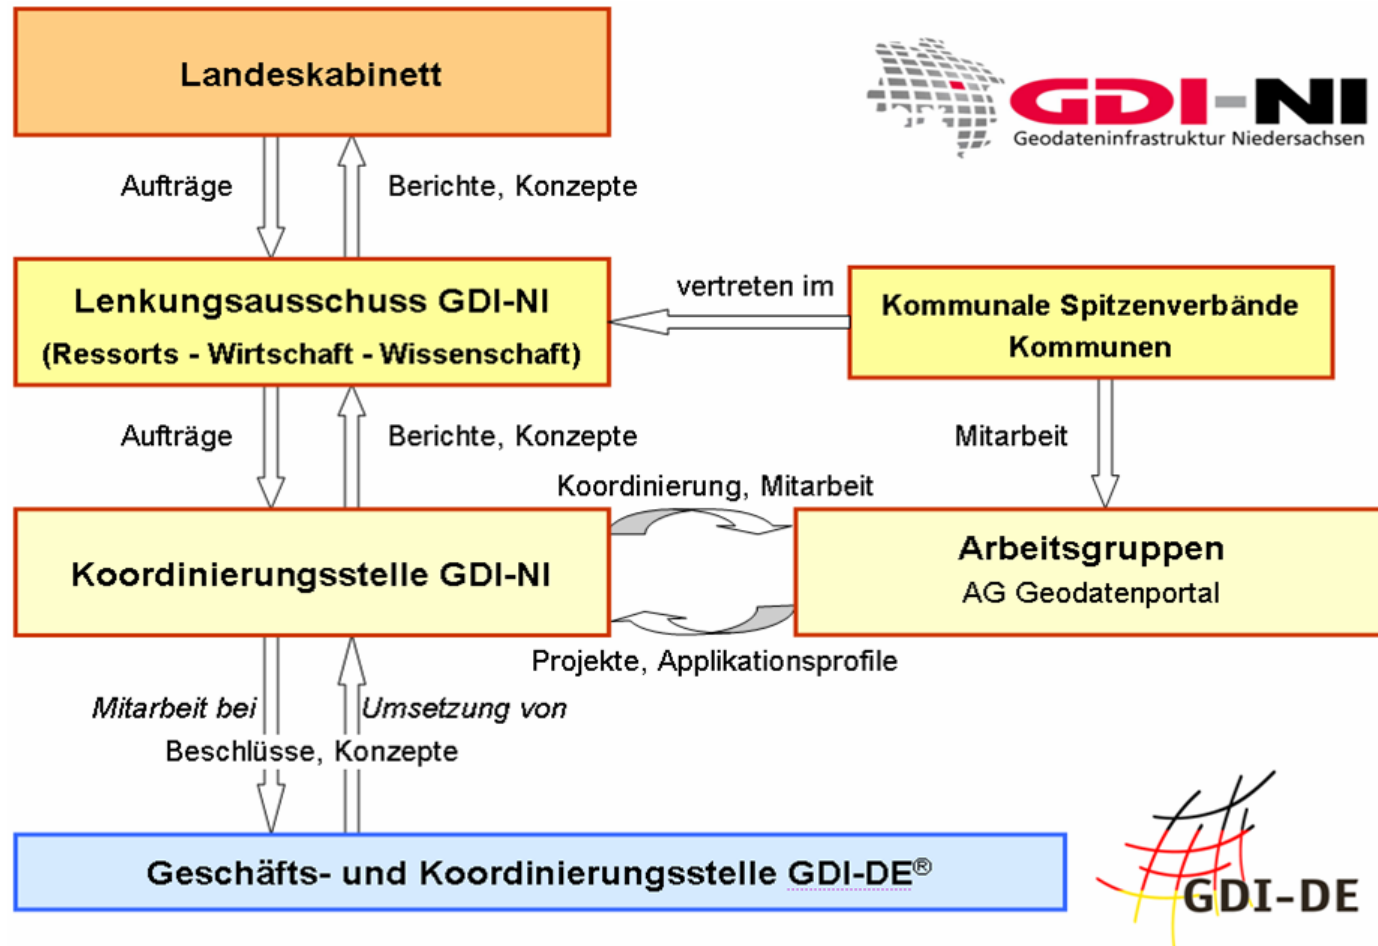 Landeskabinett
GDI-NI
Geodateninfrastruktur Niedersachsen
Aufträge
Berichte, Konzepte
Lenkungsausschuss GDI-NI
(Ressorts - Wirtschaft - Wissenschaft)
vertreten im
Kommunale Spitzenverbände
Kommunen
Aufträge
Berichte, Konzepte
Mitarbeit
Koordinierung, Mitarbeit
Koordinierungsstelle GDI-NI
Arbeitsgruppen
AG Geodatenportal
Projekte, Applikationsprofile
Mitarbeit bei
Umsetzung von
Beschlüsse, Konzepte
Geschäfts- und Koordinierungsstelle GDI-DE®
GDI-DE